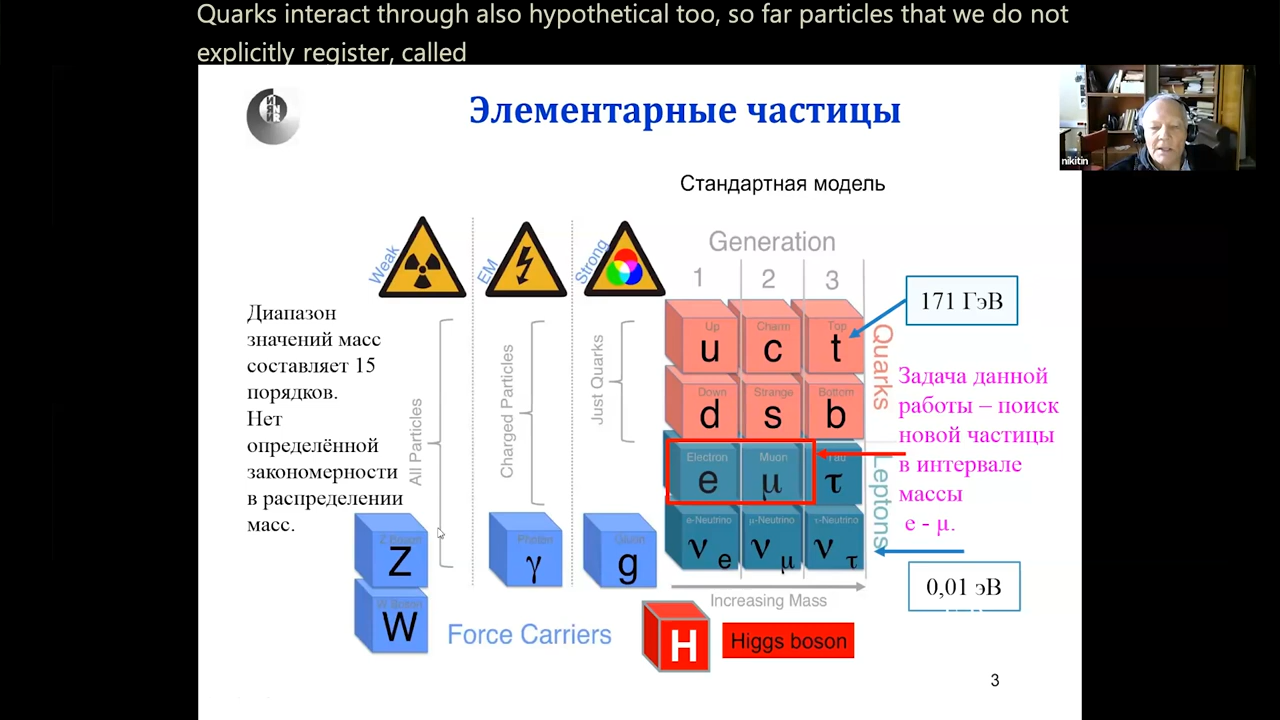 Quarks interact through also hypothetical too, so far particles that we do not
explicitly register, called
Элементарные частицы
nikitin
Стандартная модель
Weak
EM
Strong
Generation
1 2 3
Диапазон
значений масс
составляет 15
порядков.
Нет
определённой
закономерности
в распределении
масс.
All Particles
Charged Particles
Just Quarks
Up Charm Top
u c t
Down Strange Bottom
d s b
Electron Muon Tau
e μ τ
e-Neutrino μ-Neutrino τ-Neutrino
ν e ν μ ν τ
Quarks
Leptons
171 ГэВ
Задача данной
работы – поиск
новой частицы
в интервале
массы
е - μ.
0,01 эВ
Z Boson
Z
Photon
γ
Gluon
g
W Boson
W
Force Carriers
Increasing Mass
H
Higgs boson
3